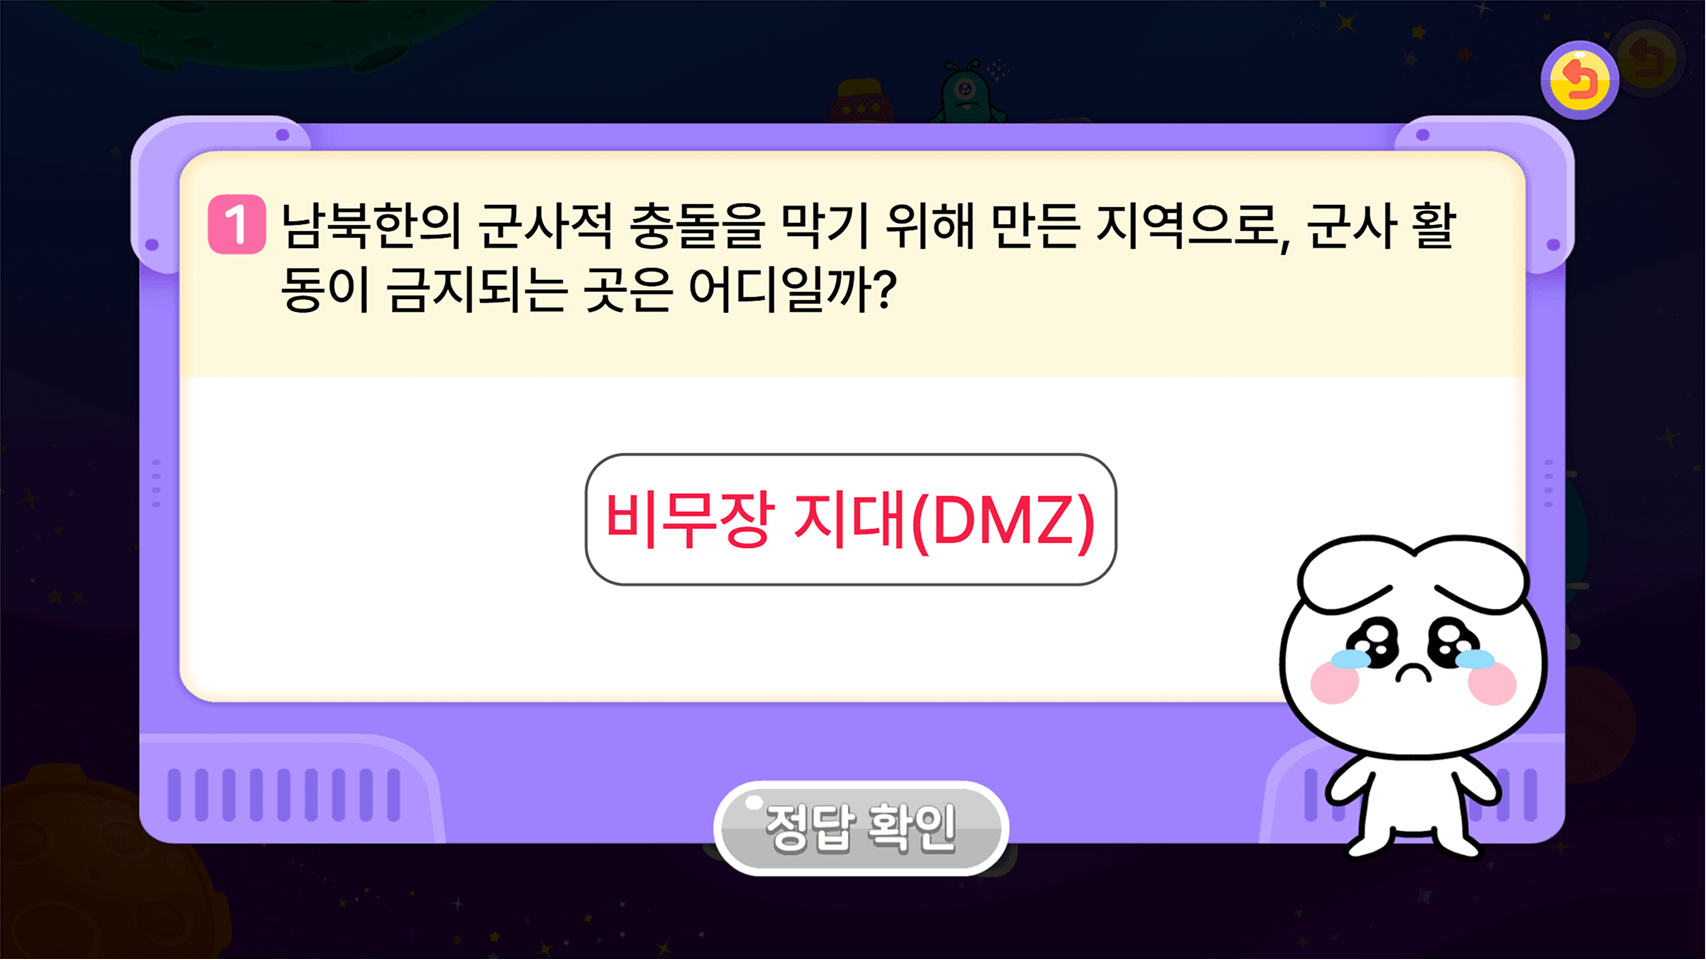 1 남북한의 군사적 충돌을 막기 위해 만든 지역으로, 군사 활
동이 금지되는 곳은 어디일까?
비무장 지대(DMZ)
정답 확인